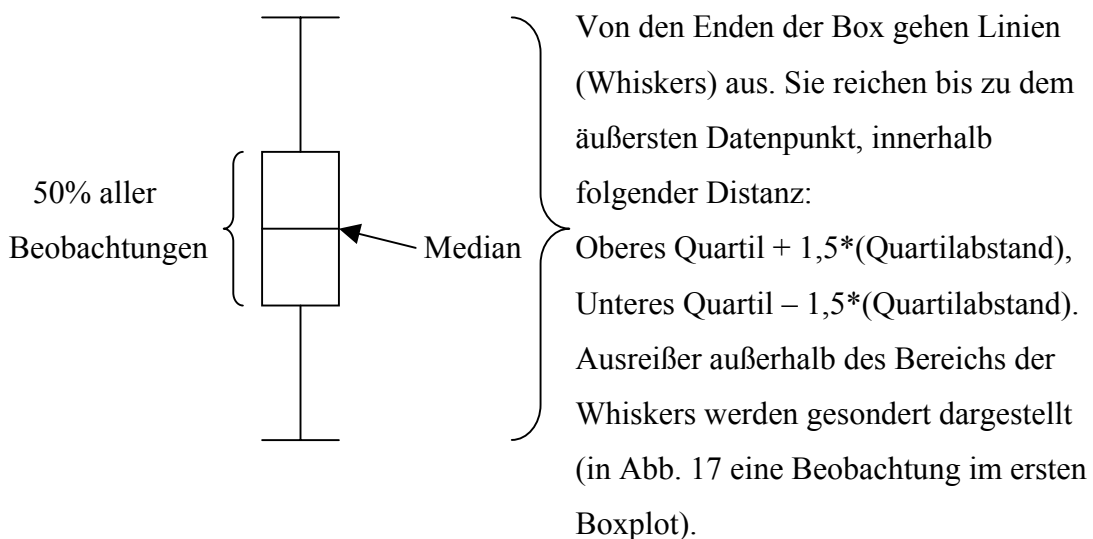 50% aller
Beobachtungen
Median
Von den Enden der Box gehen Linien
(Whiskers) aus. Sie reichen bis zu dem
äußersten Datenpunkt, innerhalb
folgender Distanz:
Oberes Quartil + 1,5*(Quartilabstand),
Unteres Quartil – 1,5*(Quartilabstand).
Ausreißer außerhalb des Bereichs der
Whiskers werden gesondert dargestellt
(in Abb. 17 eine Beobachtung im ersten
Boxplot).